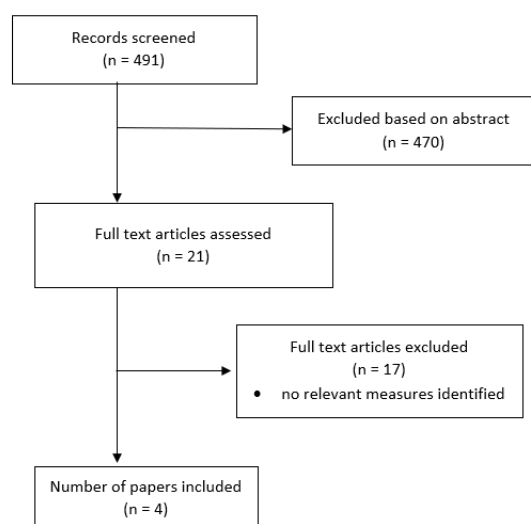 Records screened
(n = 491)
Excluded based on abstract
(n = 470)
Full text articles assessed
(n = 21)
Full text articles excluded
(n = 17)
• no relevant measures identified
Number of papers included
(n = 4)